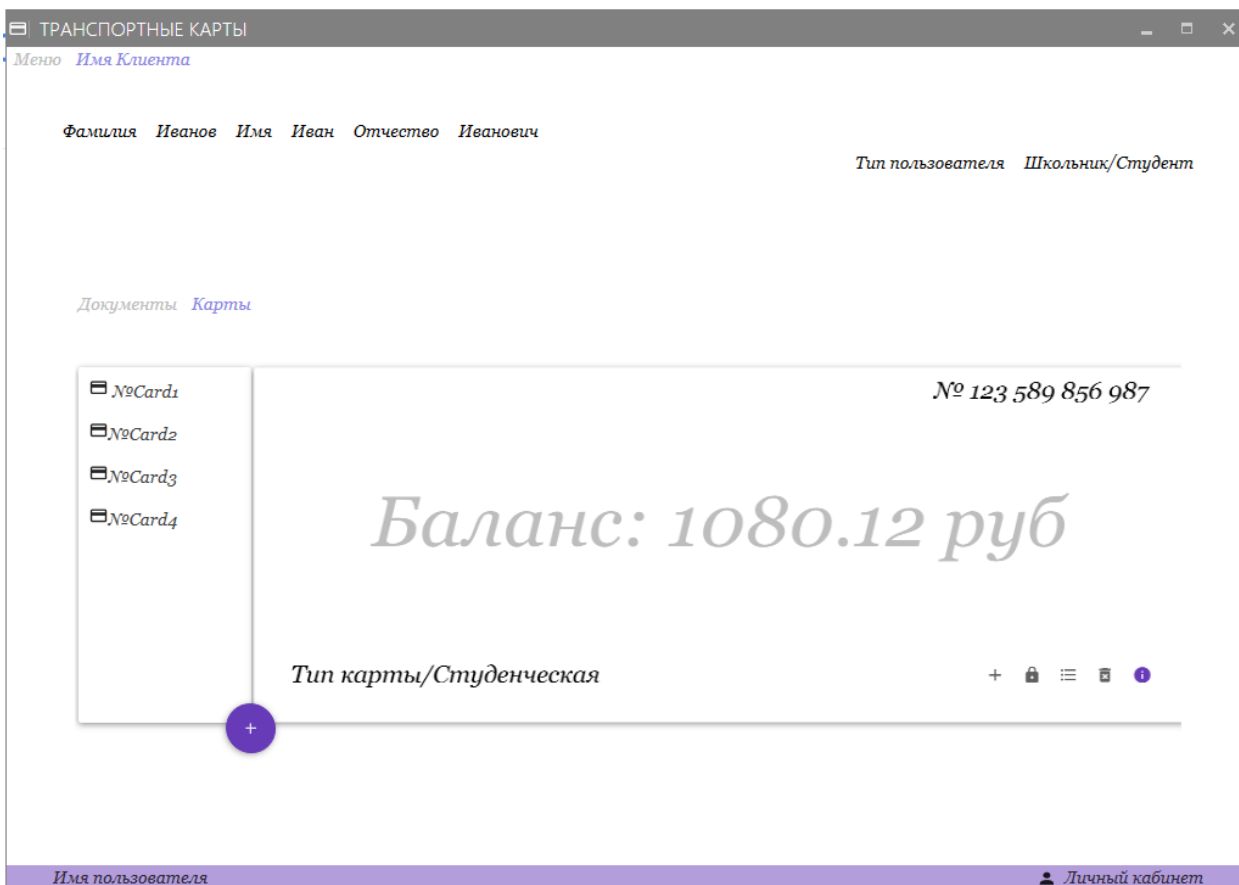 ТРАНСПОРТНЫЕ КАРТЫ
Меню Имя Клиента
Фамилия Иванов Имя Иван Отчество Иванович
Тип пользователя Школьник/Студент
Документы Карты
№Card1
№Card2
№Card3
№Card4
№ 123 589 856 987
Баланс: 1080.12 руб
Тип карты/Студенческая
Имя пользователя
Личный кабинет